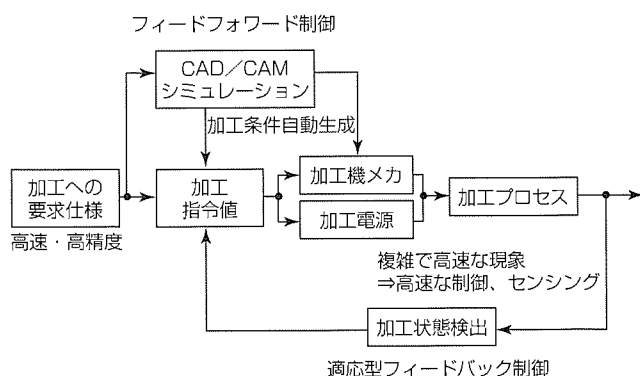 フィードフォワード制御
CAD／CAM
シミュレーション
加工条件自動生成
加工への
要求仕様
高速・高精度
加工
指令値
加工機メカ
加工電源
加工プロセス
複雑で高速な現象
⇒高速な制御、センシング
加工状態検出
適応型フィードバック制御